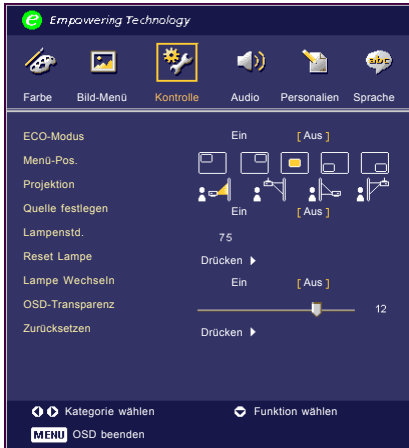 e Empowering Technology
Farbe Bild-Menü Kontrolle Audio Personalien Sprache
abc
ECO-Modus Ein [ Aus ]
Menü-Pos.
Projektion
Quelle festlegen Ein [ Aus ]
Lampenstd. 75
Reset Lampe Drücken
Lampe Wechseln Ein [ Aus ]
OSD-Transparenz 12
Zurücksetzen Drücken
Kategorie wählen Funktion wählen
MENU OSD beenden